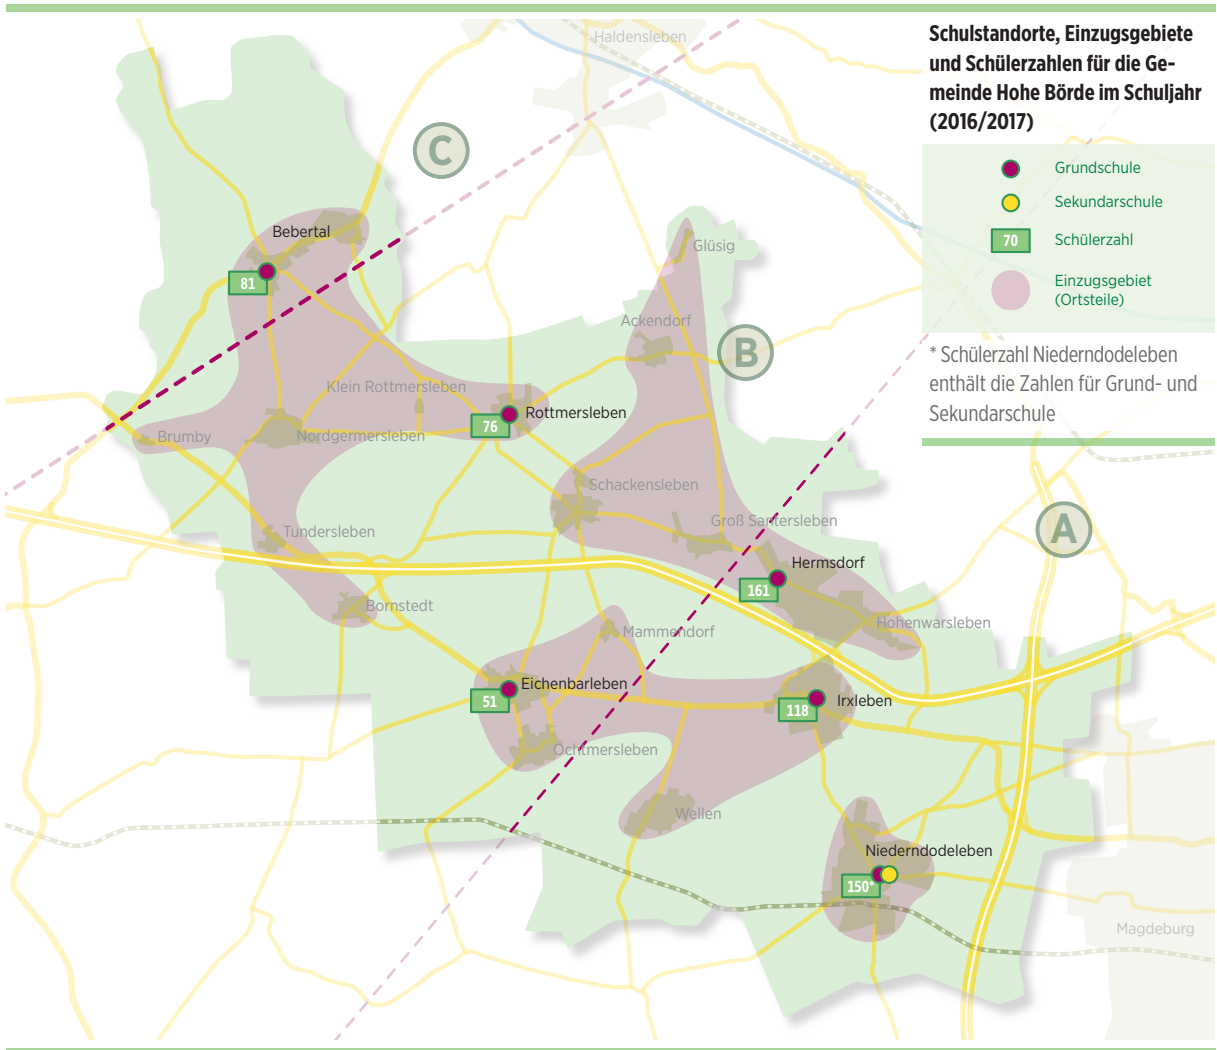 Schulstandorte, Einzugsgebiete
und Schülerzahlen für die Ge-
meinde Hohe Börde im Schuljahr
(2016/2017)
Grundschule
Sekundarschule
70
Schülerzahl
Einzugsgebiet
(Ortsteile)
* Schülerzahl Niederndodeleben
enthält die Zahlen für Grund- und
Sekundarschule
Haldensleben
C
Bebertal
81
Glüsig
Ackendorf
B
Klein Rottmersleben
Rottmersleben
76
Brumby
Nordgermersleben
Schackensleben
Groß Santersleben
A
Tundersleben
Hermsdorf
161
Bornstedt
Hohenwarsleben
Mammendorf
Eichenbarleben
51
Irxleben
118
Ochtmersleben
Wellen
Niederndodeleben
150*
Magdeburg